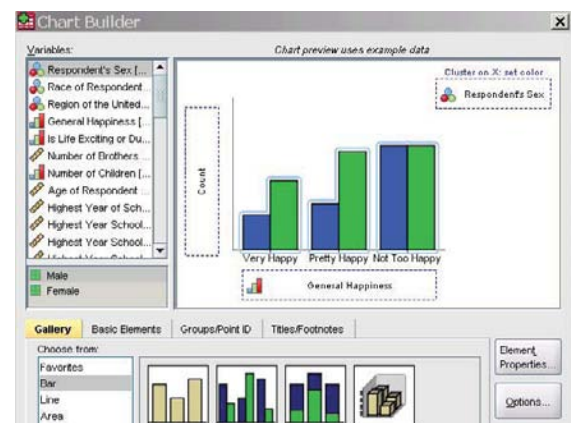 Chart Builder
Variables:
Chart preview uses example data
Respondent's Sex [...
Race of Respondent...
Region of the United...
General Happiness [...
Is Life Exciting or Du...
Number of Brothers ...
Number of Children [...
Age of Respondent ...
Highest Year of Sch...
Highest Year School...
Highest Year School...
Male
Female
Cluster on X: set color
Respondent's Sex
Count
Very Happy Pretty Happy Not Too Happy
General Happiness
Gallery Basic Elements Groups/Point ID Titles/Footnotes
Choose from:
Favorites
Bar
Line
Area
Element
Properties...
Options...